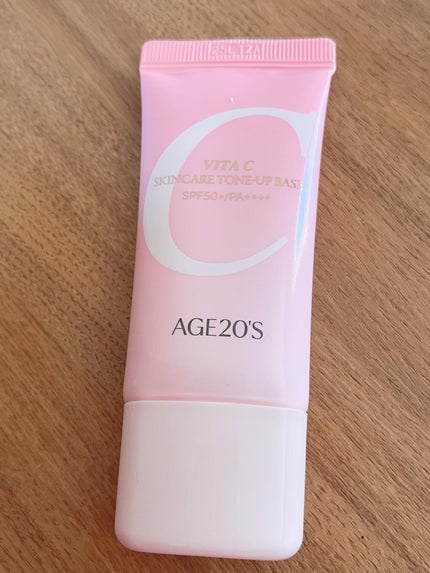 C
VITA C
SKINCARE TONE-UP BASE
SPF50+/PA++++
AGE20'S